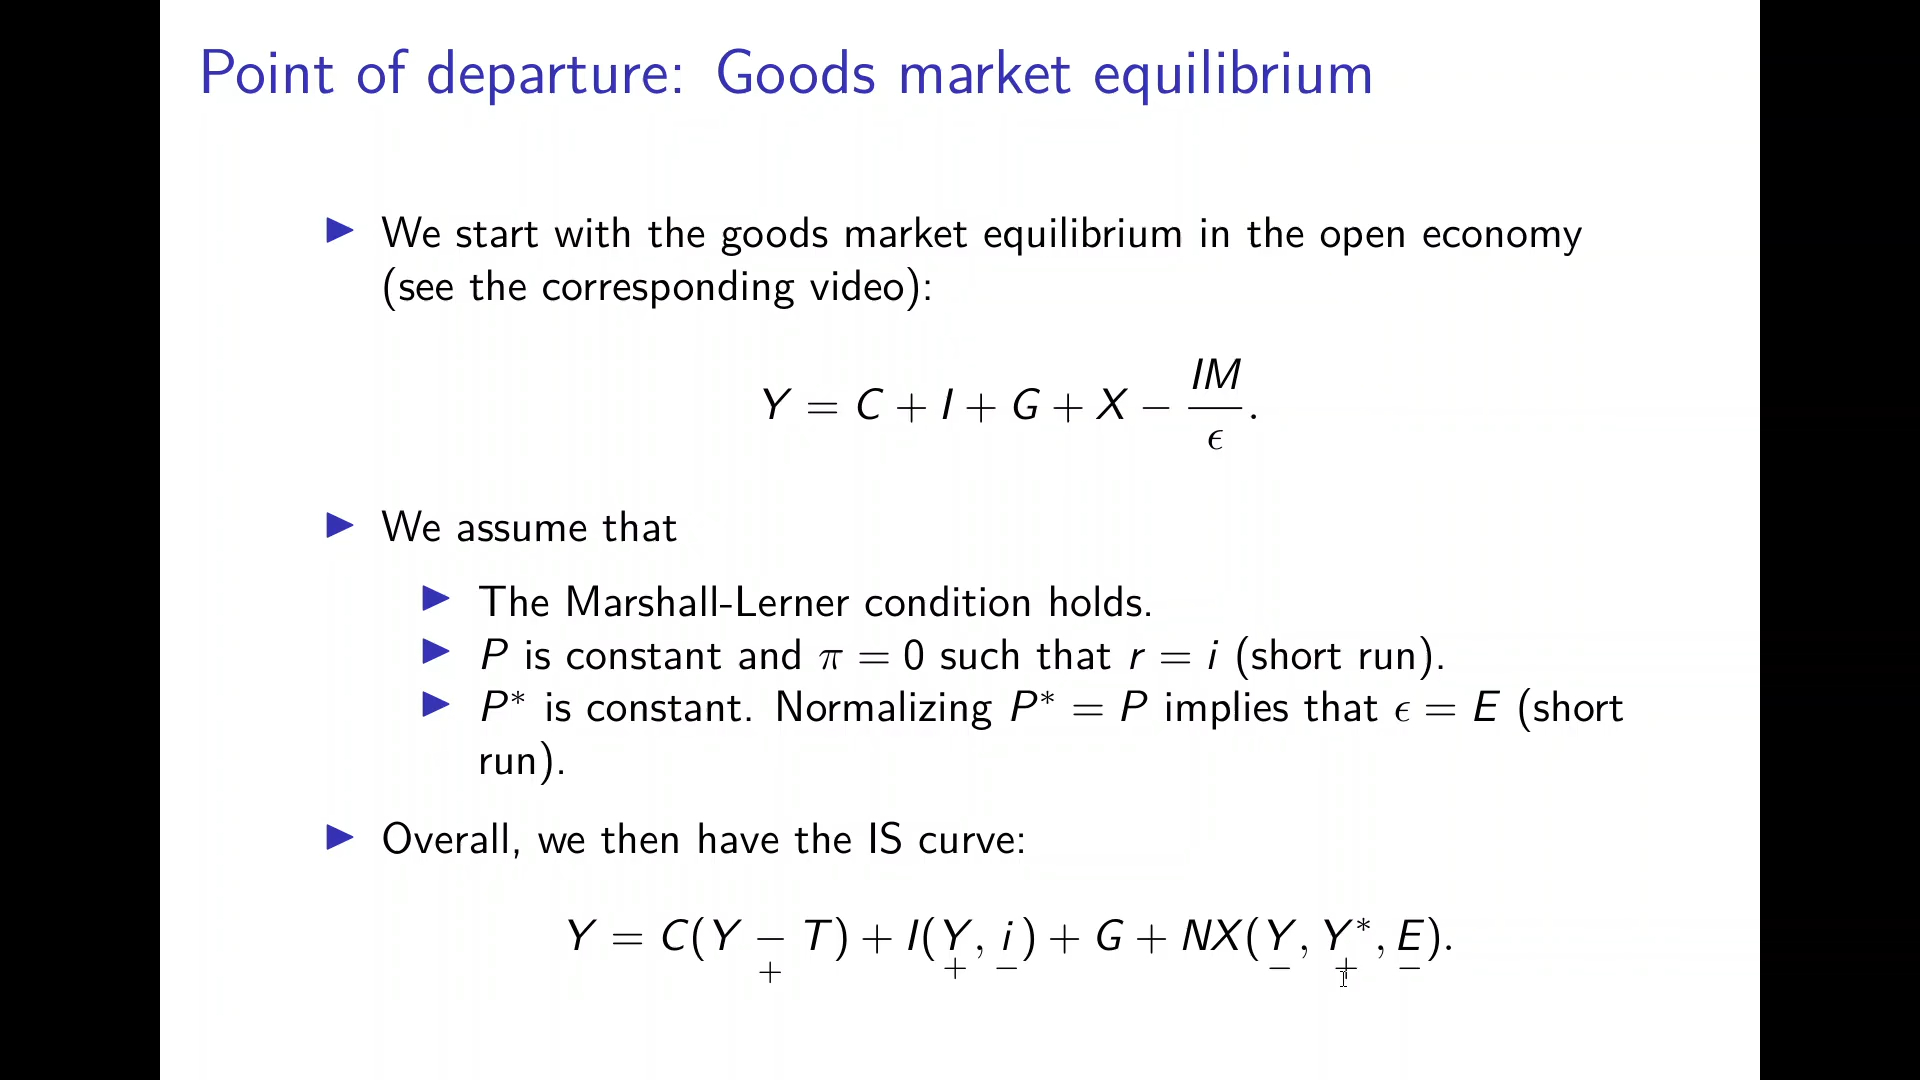 Point of departure: Goods market equilibrium
▶ We start with the goods market equilibrium in the open economy
(see the corresponding video):
Y = C + I + G + X − IM/ϵ.
▶ We assume that
▶ The Marshall-Lerner condition holds.
▶ P is constant and π = 0 such that r = i (short run).
▶ P* is constant. Normalizing P* = P implies that ϵ = E (short
run).
▶ Overall, we then have the IS curve:
Y = C(Y − T) + I(Y, i) + G + NX(Y, Y*, E).
+ + − − + −